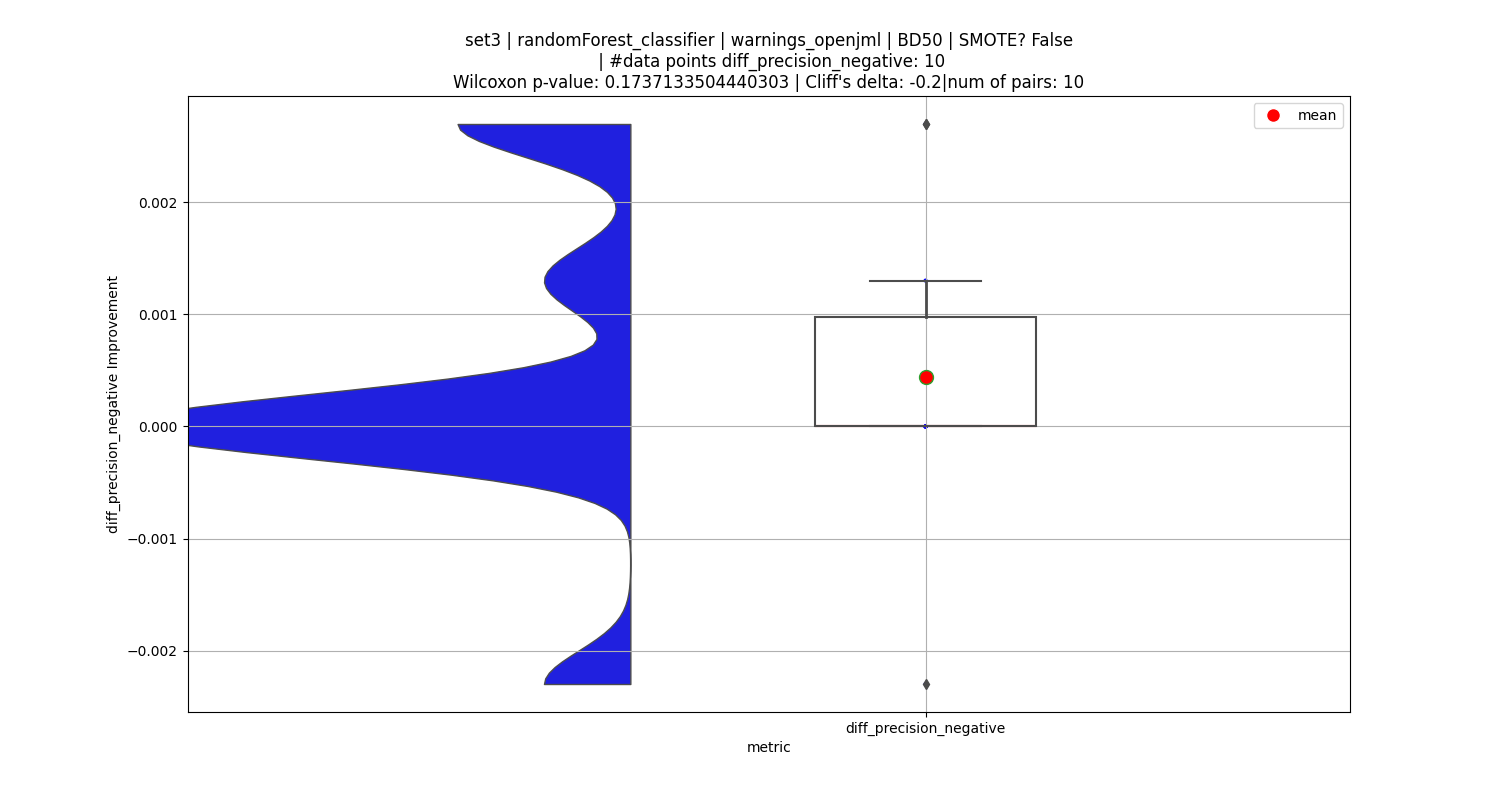 set3 | randomForest_classifier | warnings_openjml | BD50 | SMOTE? False
| #data points diff_precision_negative: 10
Wilcoxon p-value: 0.1737133504440303 | Cliff's delta: -0.2|num of pairs: 10
mean
0.002
0.001
0.000
−0.001
−0.002
diff_precision_negative Improvement
diff_precision_negative
metric